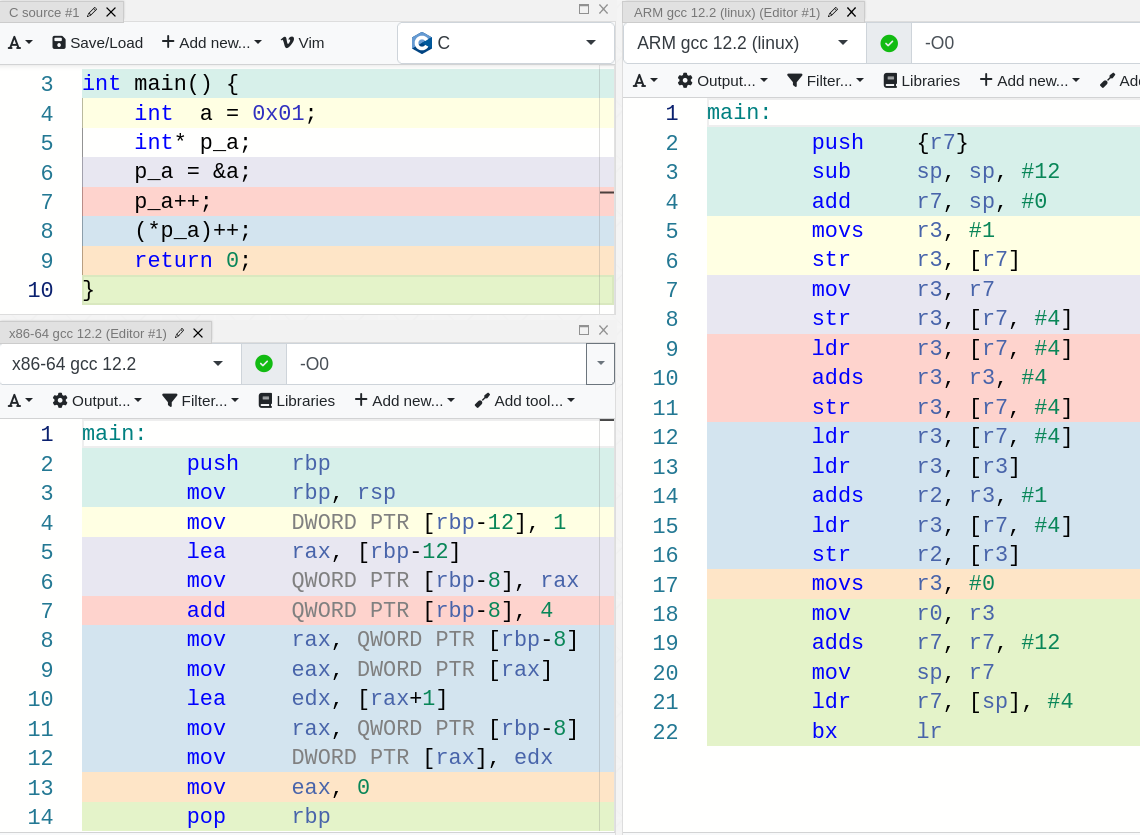 C source #1
A Save/Load + Add new... Vim C
3 int main() {
4 int  a = 0x01;
5 int* p_a;
6 p_a = &a;
7 p_a++;
8 (*p_a)++;
9 return 0;
10 }
x86-64 gcc 12.2 (Editor #1)
x86-64 gcc 12.2 -O0
A Output... Filter... Libraries + Add new... Add tool...
1 main:
2 push rbp
3 mov rbp, rsp
4 mov DWORD PTR [rbp-12], 1
5 lea rax, [rbp-12]
6 mov QWORD PTR [rbp-8], rax
7 add QWORD PTR [rbp-8], 4
8 mov rax, QWORD PTR [rbp-8]
9 mov eax, DWORD PTR [rax]
10 lea edx, [rax+1]
11 mov rax, QWORD PTR [rbp-8]
12 mov DWORD PTR [rax], edx
13 mov eax, 0
14 pop rbp
ARM gcc 12.2 (linux) (Editor #1)
ARM gcc 12.2 (linux) -O0
A Output... Filter... Libraries + Add new... Add
1 main:
2 push {r7}
3 sub sp, sp, #12
4 add r7, sp, #0
5 movs r3, #1
6 str r3, [r7]
7 mov r3, r7
8 str r3, [r7, #4]
9 ldr r3, [r7, #4]
10 adds r3, r3, #4
11 str r3, [r7, #4]
12 ldr r3, [r7, #4]
13 ldr r3, [r3]
14 adds r2, r3, #1
15 ldr r3, [r7, #4]
16 str r2, [r3]
17 movs r3, #0
18 mov r0, r3
19 adds r7, r7, #12
20 mov sp, r7
21 ldr r7, [sp], #4
22 bx lr